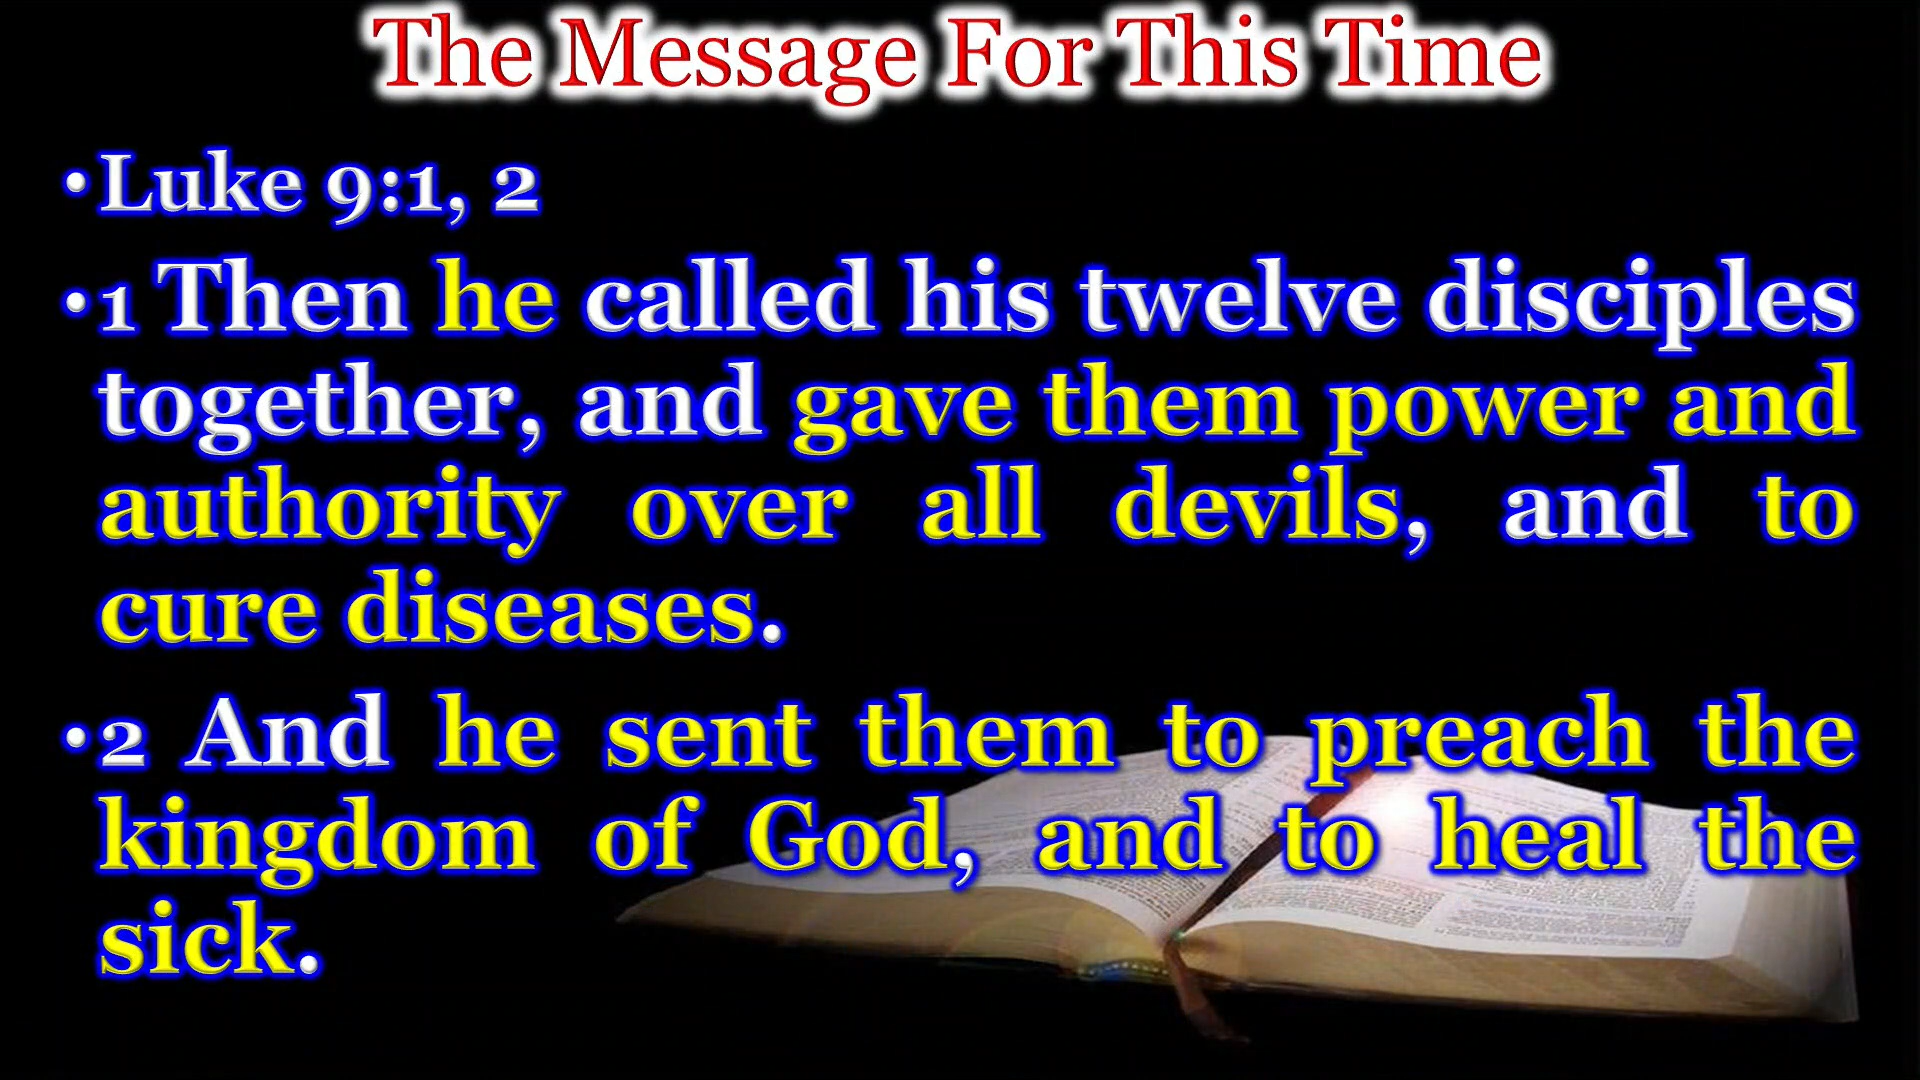 The Message For This Time
•Luke 9:1, 2
•1 Then he called his twelve disciples
together, and gave them power and
authority over all devils, and to
cure diseases.
•2 And he sent them to preach the
kingdom of God, and to heal the
sick.